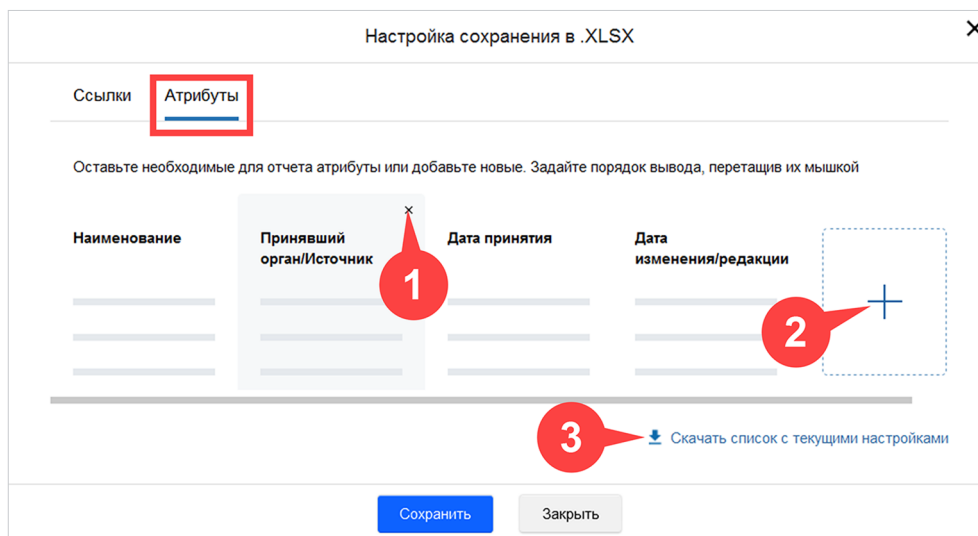 Настройка сохранения в .XLSX
Ссылки Атрибуты
Оставьте необходимые для отчета атрибуты или добавьте новые. Задайте порядок вывода, перетащив их мышкой
Наименование
Принявший
орган/Источник
Дата принятия
Дата
изменения/редакции
1
2
3
Скачать список с текущими настройками
Сохранить Закрыть